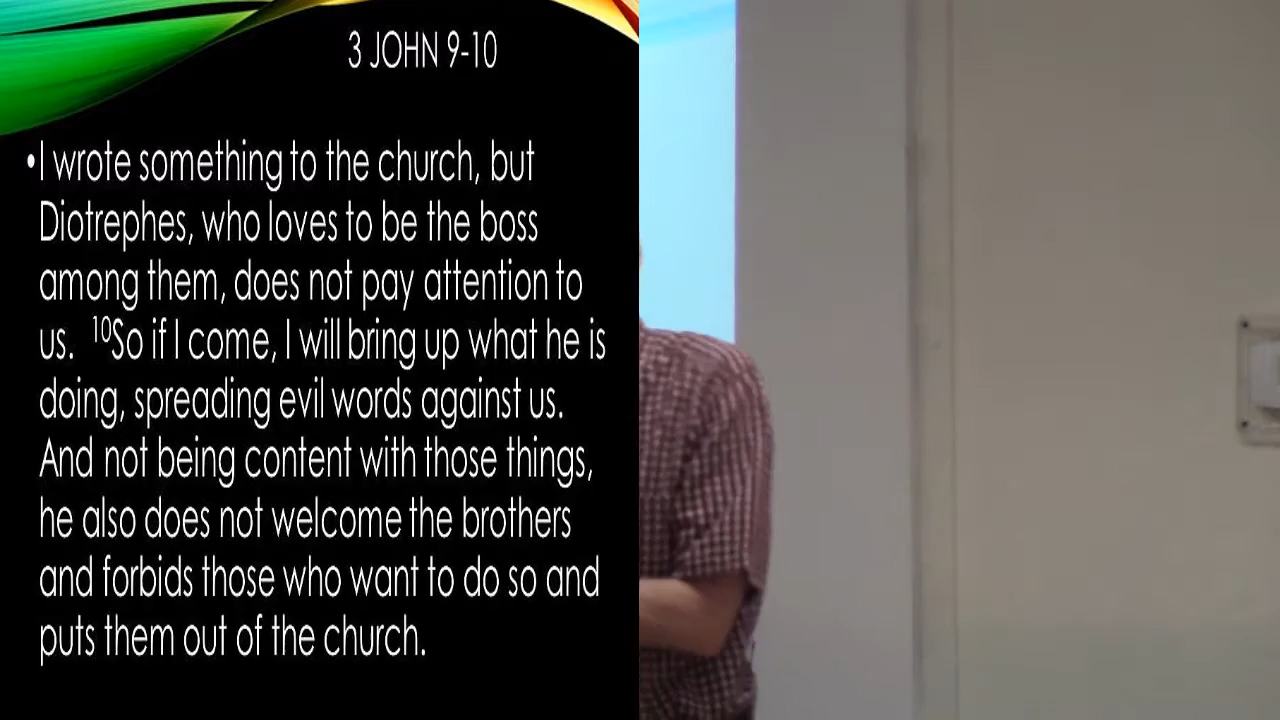 3 JOHN 9-10
•I wrote something to the church, but
Diotrephes, who loves to be the boss
among them, does not pay attention to
us. 10So if I come, I will bring up what he is
doing, spreading evil words against us.
And not being content with those things,
he also does not welcome the brothers
and forbids those who want to do so and
puts them out of the church.